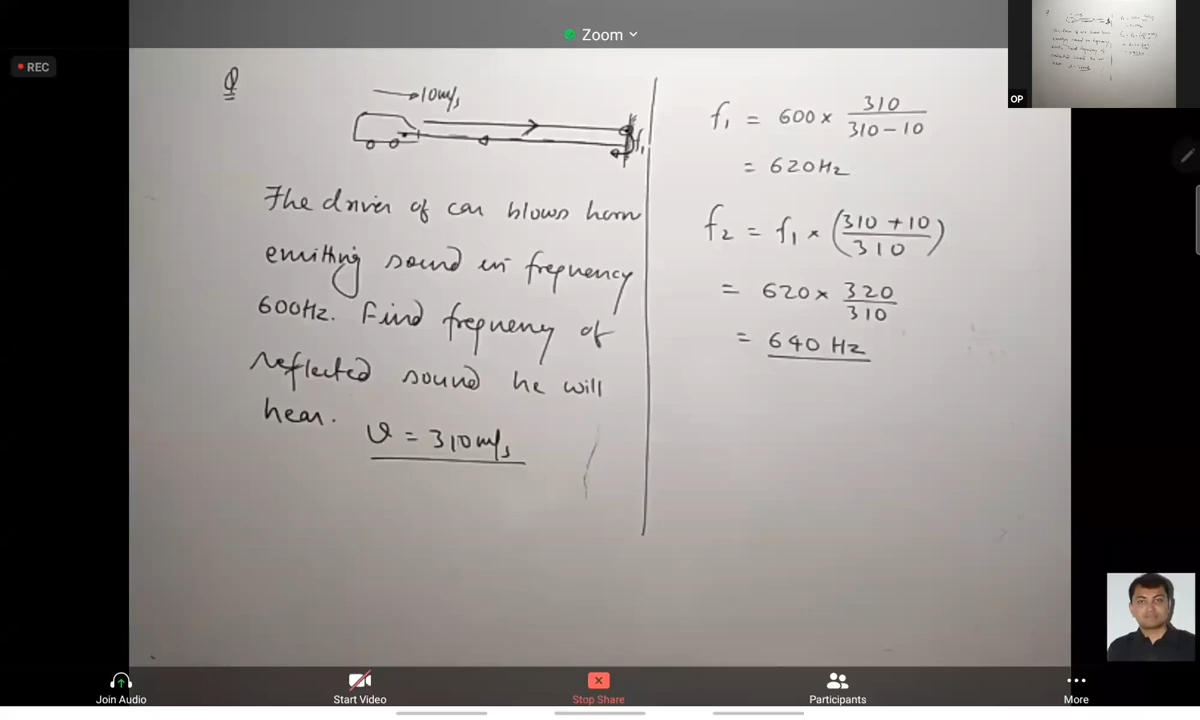 Zoom
REC
OP
Q
10m/s
f1
The driver of car blows horn
emitting sound in frequency
600Hz. Find frequency of
reflected sound he will
hear.
v = 310m/s
f1 = 600 × 310 / 310 - 10
= 620Hz
f2 = f1 × (310 + 10 / 310)
= 620 × 320 / 310
= 640 Hz
Join Audio
Start Video
Stop Share
Participants
More